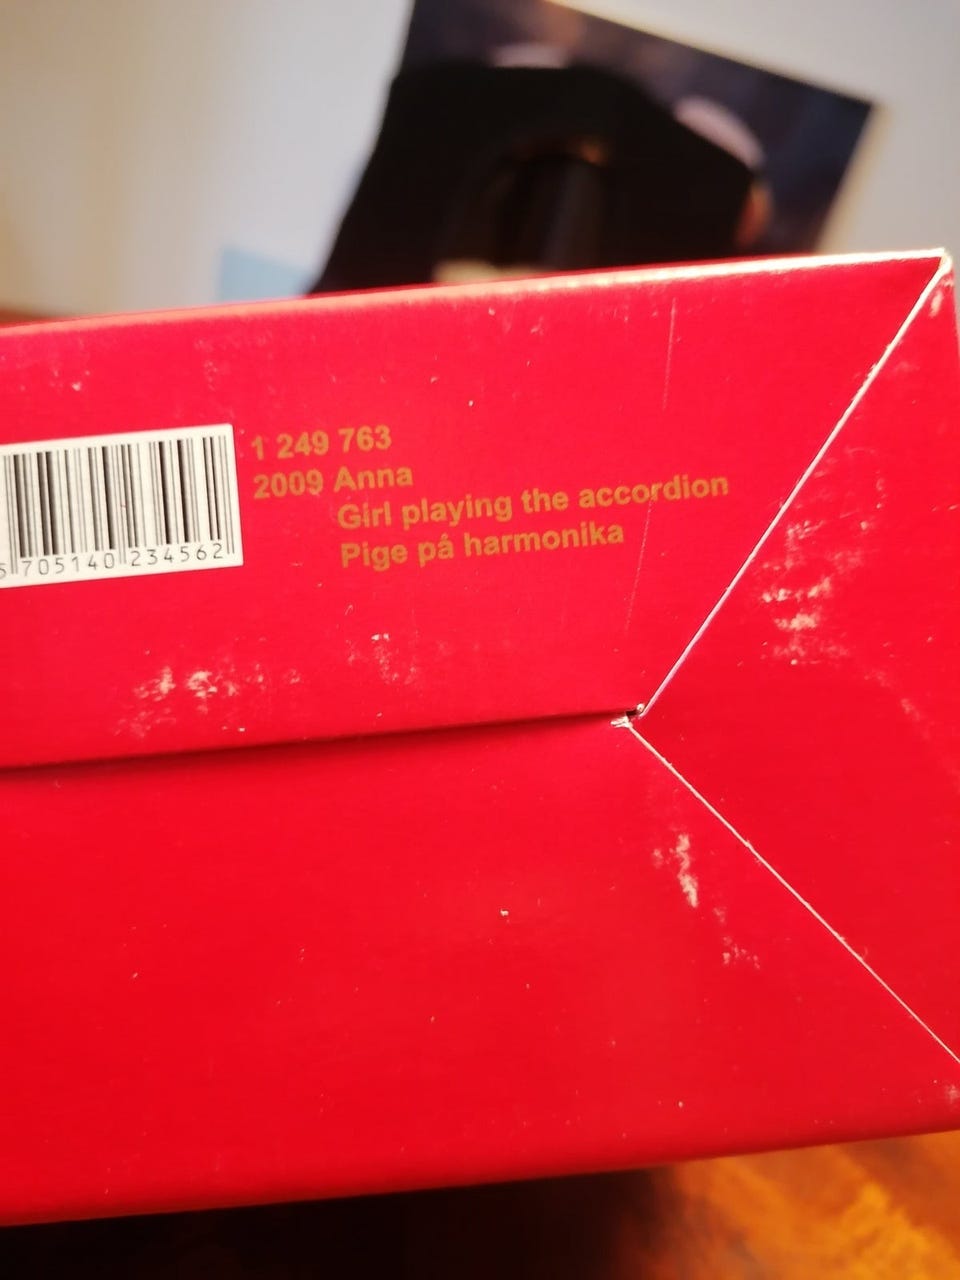 1 249 763
2009 Anna
Girl playing the accordion
Pige på harmonika
5 705140 234562